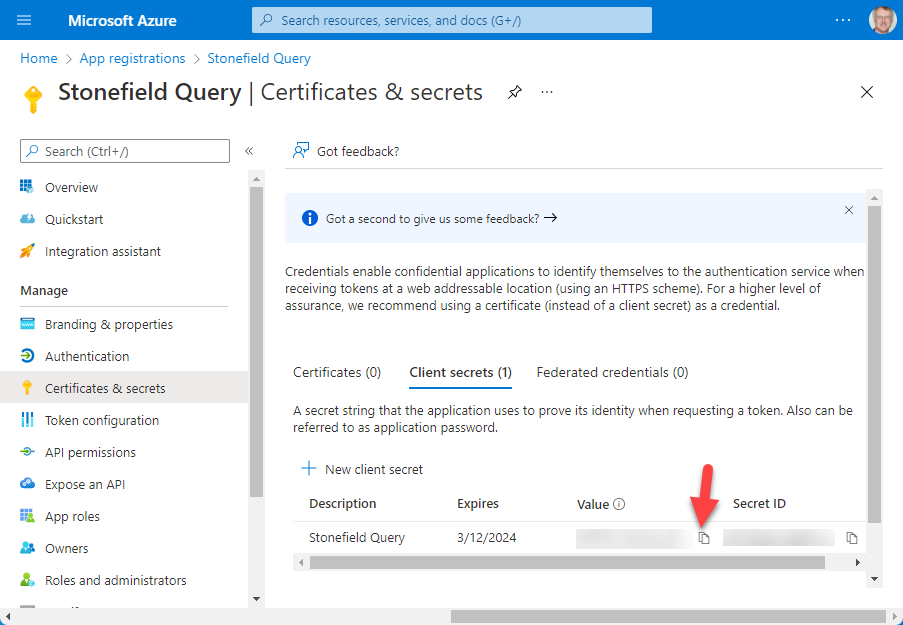 Microsoft Azure
Search resources, services, and docs (G+/)
Home > App registrations > Stonefield Query
Stonefield Query | Certificates & secrets
Search (Ctrl+/)
Overview
Quickstart
Integration assistant
Manage
Branding & properties
Authentication
Certificates & secrets
Token configuration
API permissions
Expose an API
App roles
Owners
Roles and administrators
Got feedback?
Got a second to give us some feedback? →
Credentials enable confidential applications to identify themselves to the authentication service when
receiving tokens at a web addressable location (using an HTTPS scheme). For a higher level of
assurance, we recommend using a certificate (instead of a client secret) as a credential.
Certificates (0) Client secrets (1) Federated credentials (0)
A secret string that the application uses to prove its identity when requesting a token. Also can be
referred to as application password.
New client secret
Description Expires Value Secret ID
Stonefield Query 3/12/2024